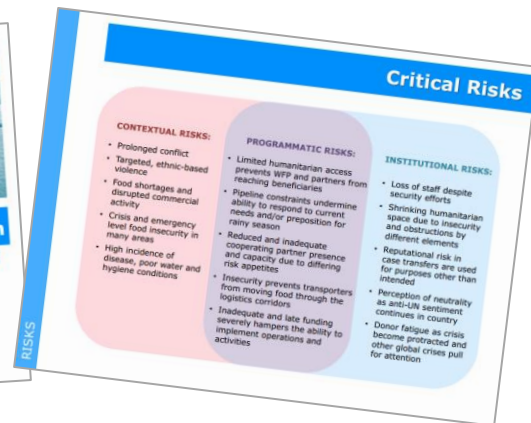 Critical Risks
CONTEXTUAL RISKS:
• Prolonged conflict
• Targeted, ethnic-based
violence
• Food shortages and
disrupted commercial
activity
• Crisis and emergency
level food insecurity in
many areas
• High incidence of
disease, poor water and
hygiene conditions
PROGRAMMATIC RISKS:
• Limited humanitarian access
prevents WFP and partners from
reaching beneficiaries
• Pipeline constraints undermine
ability to respond to current
needs and/or preposition for
rainy season
• Reduced and inadequate
cooperating partner presence
and capacity due to differing
risk appetites
• Insecurity prevents transporters
from moving food through the
logistics corridors
• Inadequate and late funding
severely hampers the ability to
implement operations and
activities
INSTITUTIONAL RISKS:
• Loss of staff despite
security efforts
• Shrinking humanitarian
space due to insecurity
and obstructions by
different elements
• Reputational risk in
case transfers are used
for purposes other than
intended
• Perception of neutrality
as anti-UN sentiment
continues in country
• Donor fatigue as crisis
become protracted and
other global crises pull
for attention
RISKS